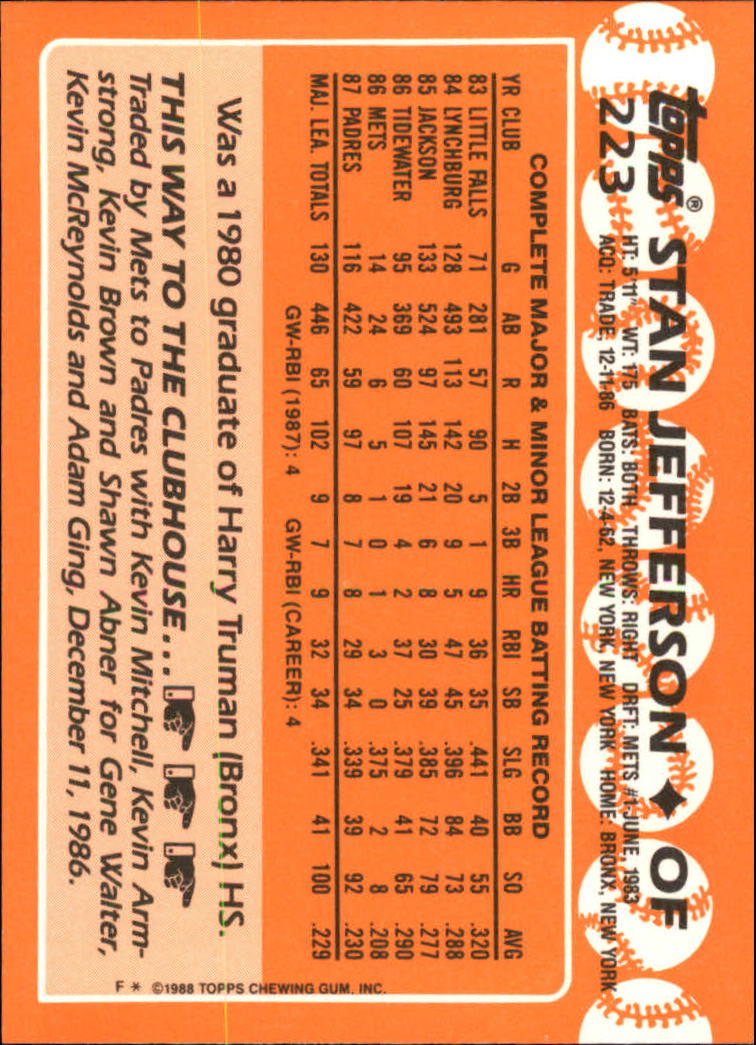 topps® STAN JEFFERSON ♦ OF
223 HT: 5'11" WT: 175 BATS: BOTH THROWS: RIGHT DRFT: METS #1-JUNE, 1983
ACQ: TRADE, 12-11-86 BORN: 12-4-62, NEW YORK, NEW YORK HOME: BRONX, NEW YORK
COMPLETE MAJOR & MINOR LEAGUE BATTING RECORD
YR CLUB G AB R H 2B 3B HR RBI SB SLG BB SO AVG
83 LITTLE FALLS 71 281 57 90 5 1 9 36 35 .441 40 55 .320
84 LYNCHBURG 128 493 113 142 20 9 5 47 45 .396 84 73 .288
85 JACKSON 133 524 97 145 21 6 8 30 39 .385 72 79 .277
86 TIDEWATER 95 369 60 107 19 4 2 37 25 .379 41 65 .290
86 METS 14 24 6 5 1 0 1 3 0 .375 2 8 .208
87 PADRES 116 422 59 97 8 7 8 29 34 .339 39 92 .230
MAJ. LEA. TOTALS 130 446 65 102 9 7 9 32 34 .341 41 100 .229
GW-RBI (1987): 4 GW-RBI (CAREER): 4
Was a 1980 graduate of Harry Truman (Bronx) HS.
THIS WAY TO THE CLUBHOUSE...
Traded by Mets to Padres with Kevin Mitchell, Kevin Arm-
strong, Kevin Brown and Shawn Abner for Gene Walter,
Kevin McReynolds and Adam Ging, December 11, 1986.
F * ©1988 TOPPS CHEWING GUM, INC.